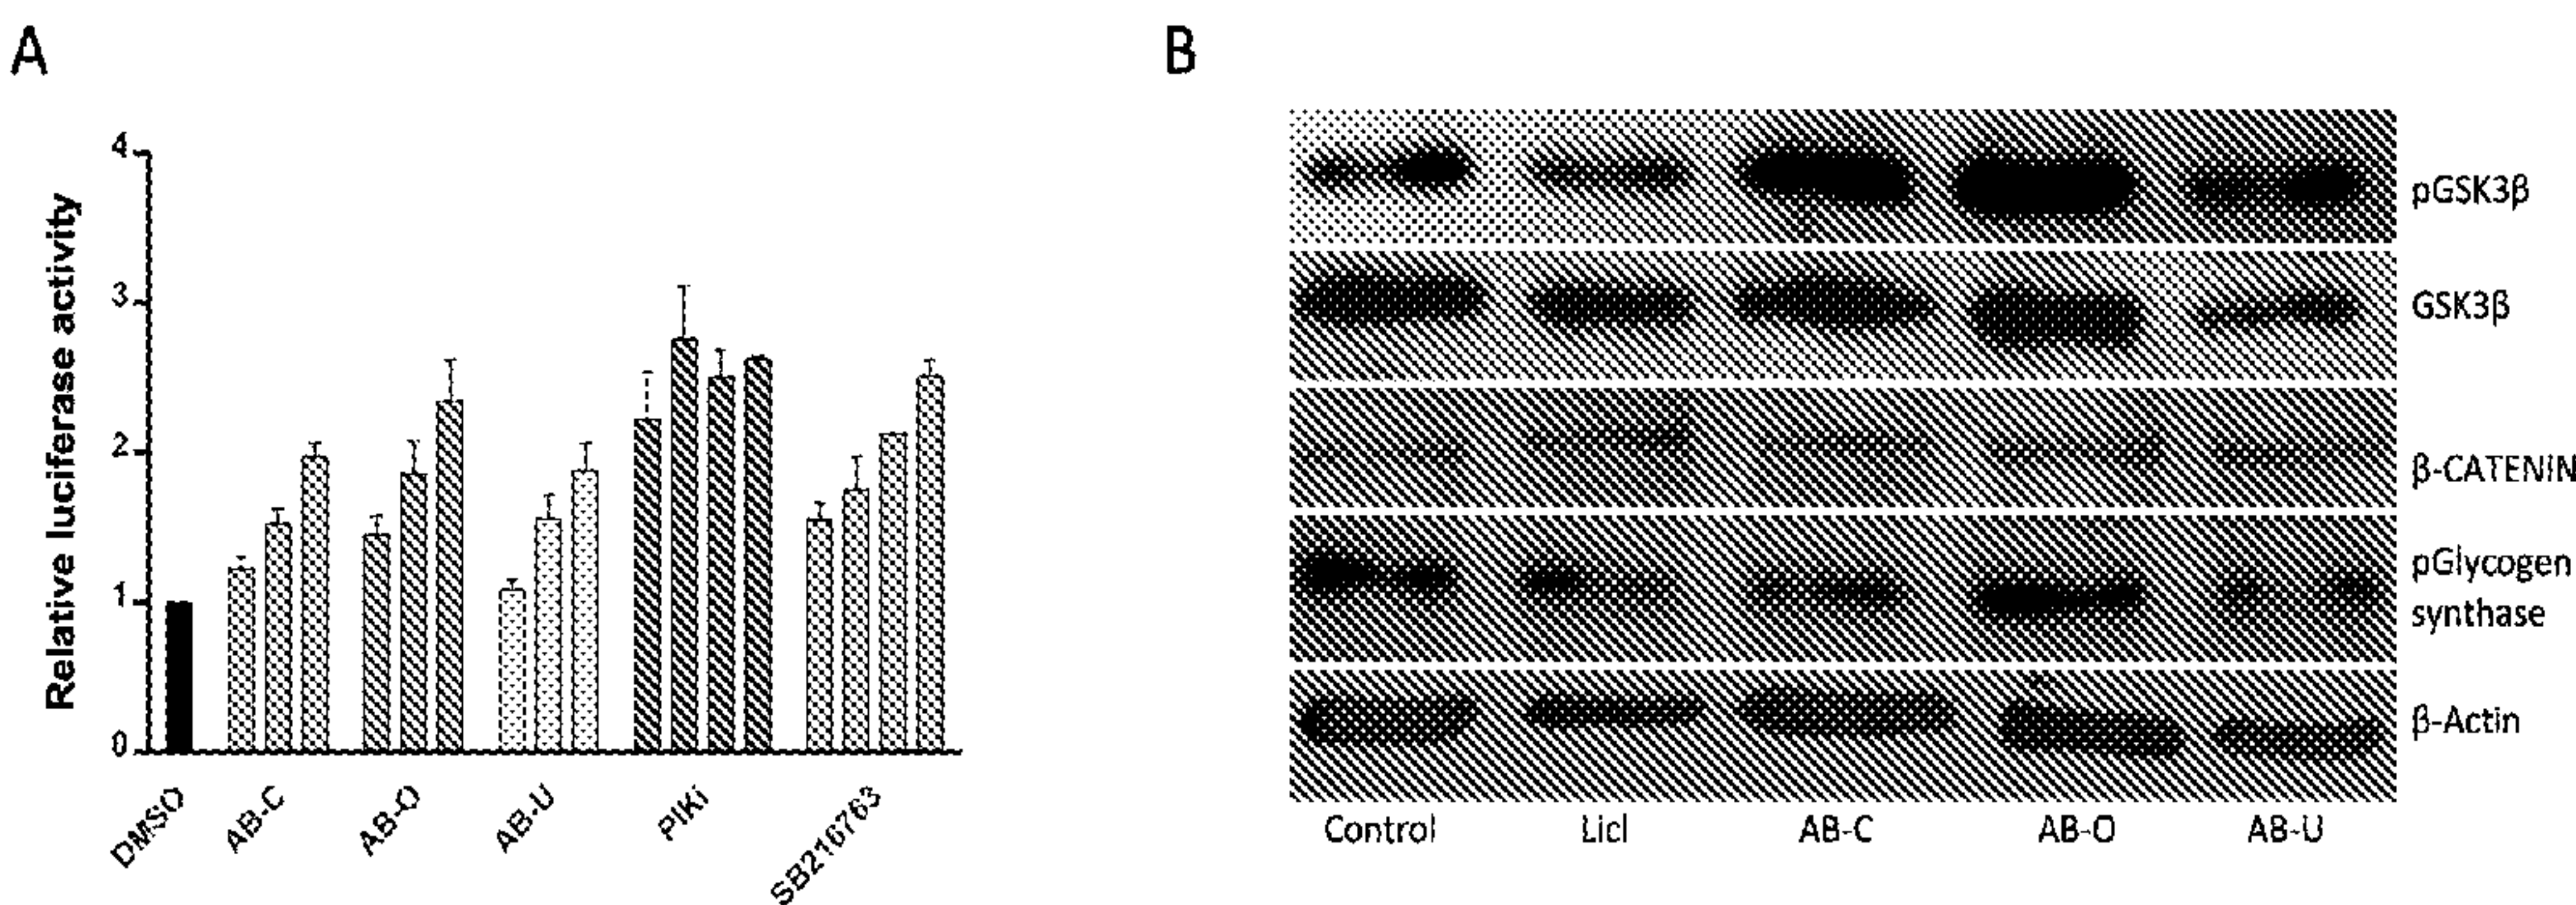 A
B
Relative luciferase activity
4
3
2
1
0
DMSO
AB-C
AB-O
AB-U
PIKi
SB216763
pGSK3β
GSK3β
β-CATENIN
pGlycogen
synthase
β-Actin
Control
Licl
AB-C
AB-O
AB-U